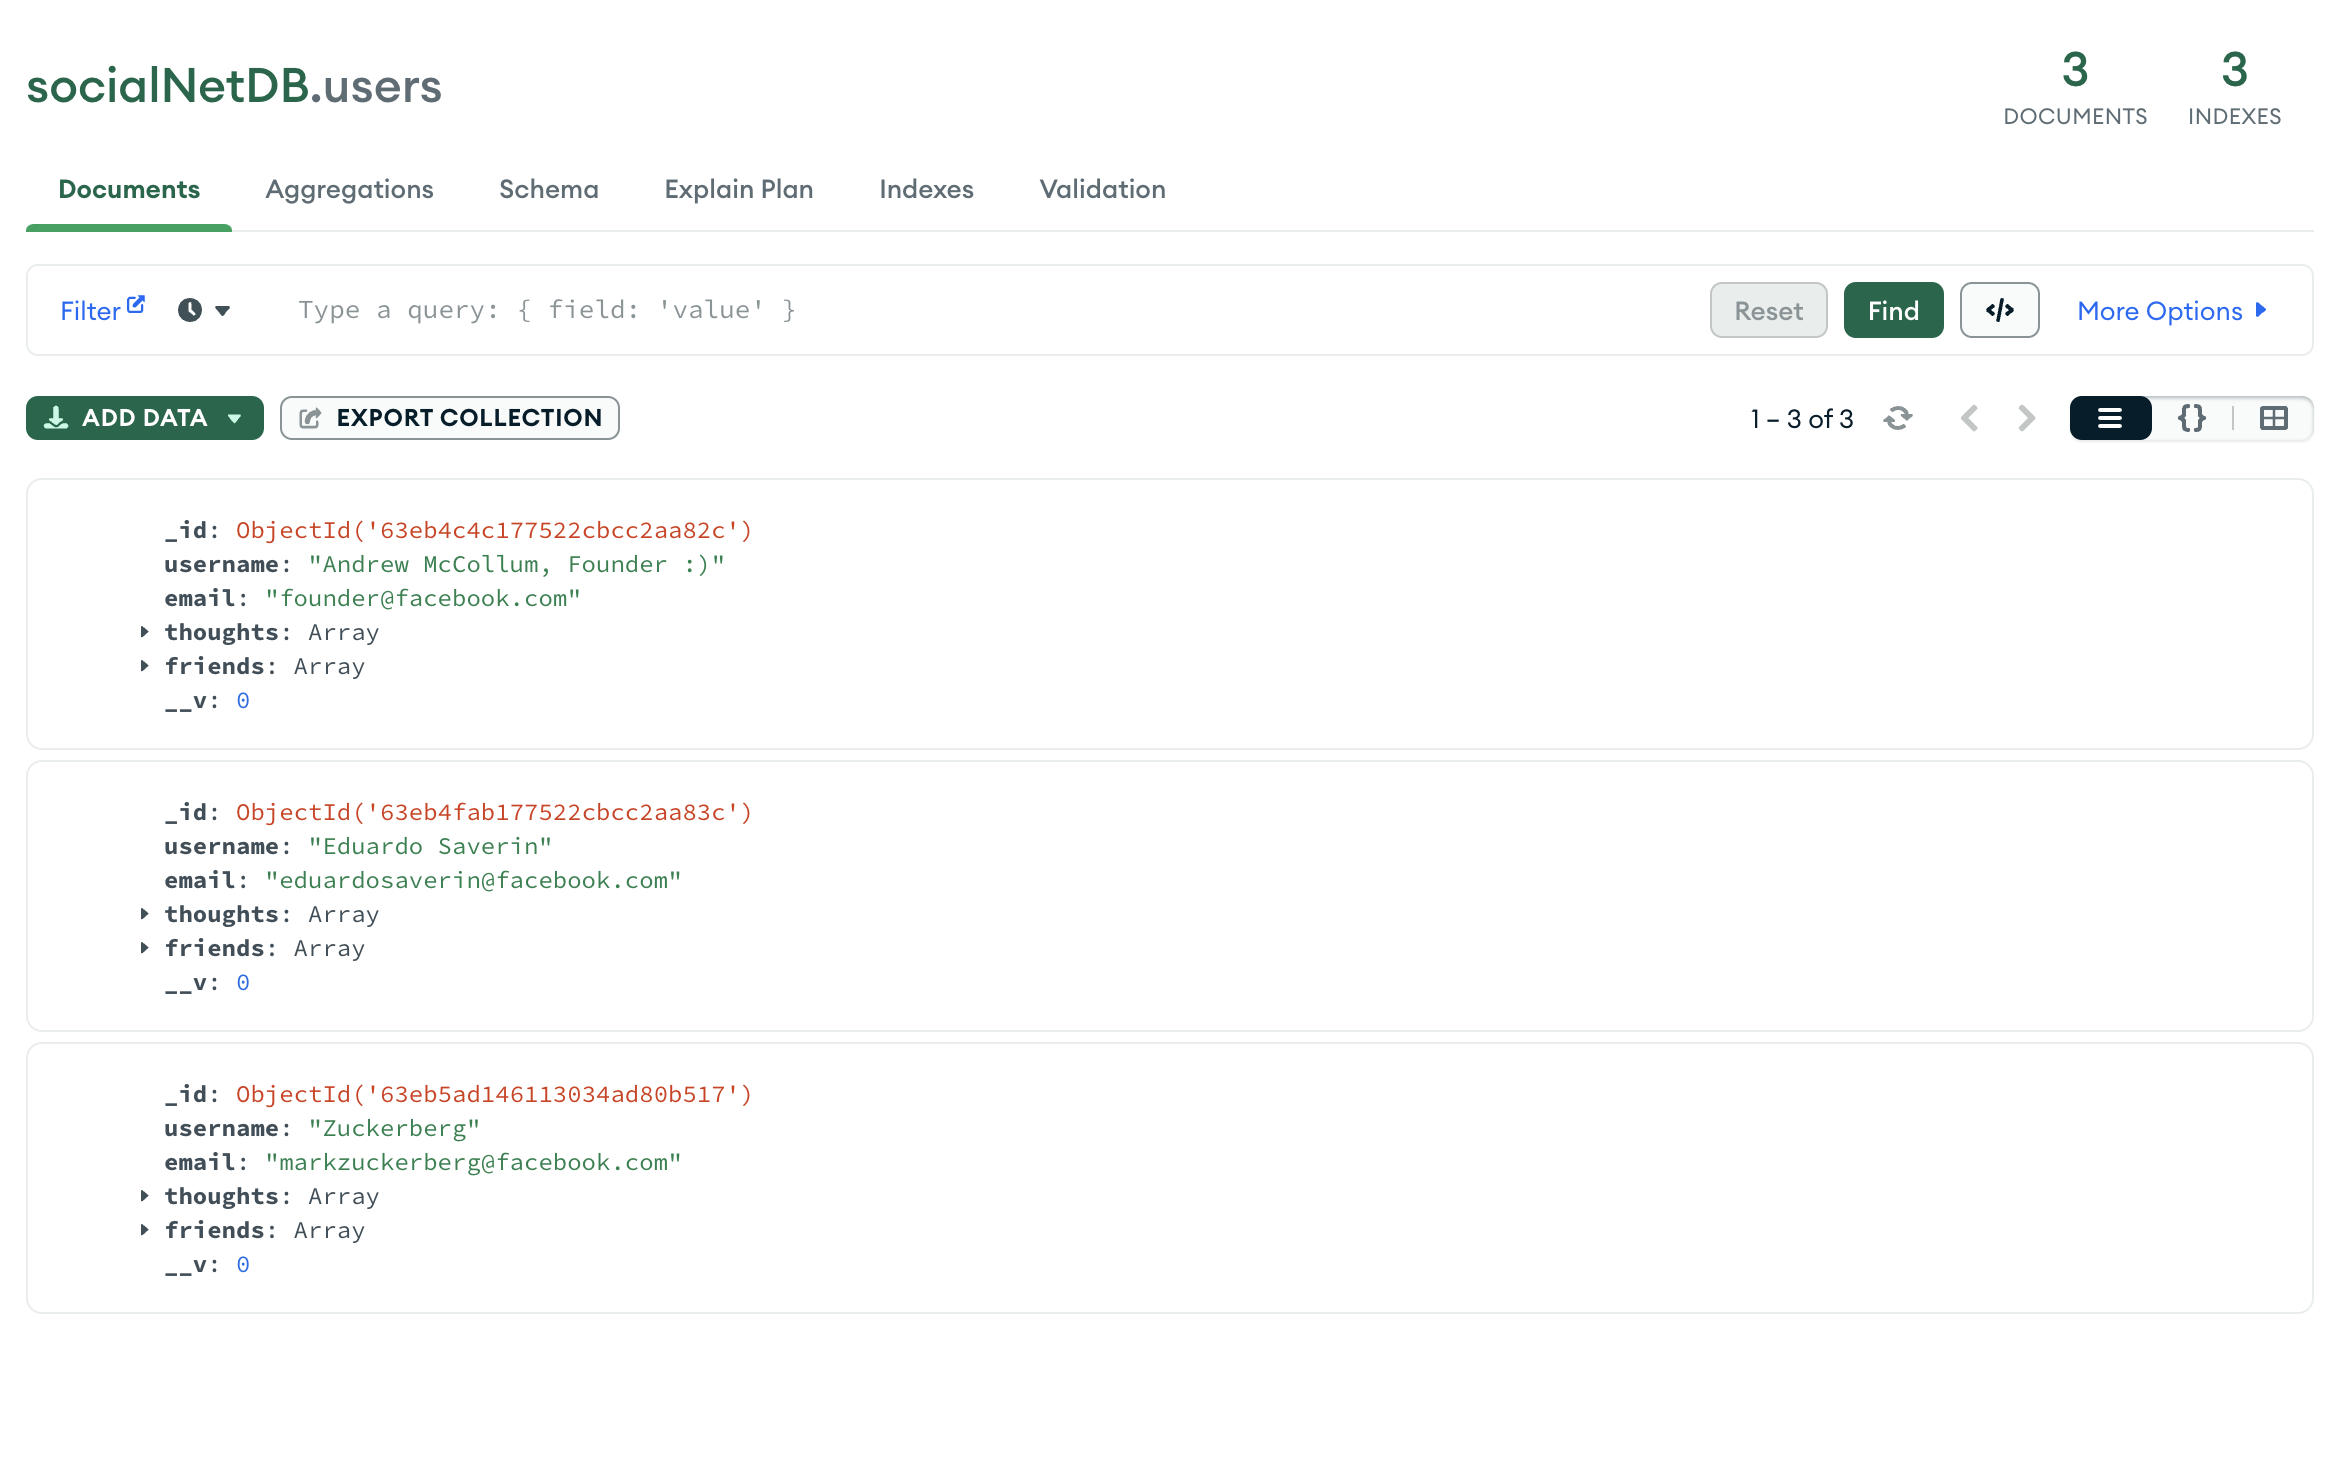 socialNetDB.users
3
DOCUMENTS
3
INDEXES
Documents Aggregations Schema Explain Plan Indexes Validation
Filter Type a query: { field: 'value' } Reset Find </> More Options
ADD DATA EXPORT COLLECTION 1 – 3 of 3 {}
_id: ObjectId('63eb4c4c177522cbcc2aa82c')
username: "Andrew McCollum, Founder :)"
email: "founder@facebook.com"
thoughts: Array
friends: Array
__v: 0
_id: ObjectId('63eb4fab177522cbcc2aa83c')
username: "Eduardo Saverin"
email: "eduardosaverin@facebook.com"
thoughts: Array
friends: Array
__v: 0
_id: ObjectId('63eb5ad146113034ad80b517')
username: "Zuckerberg"
email: "markzuckerberg@facebook.com"
thoughts: Array
friends: Array
__v: 0